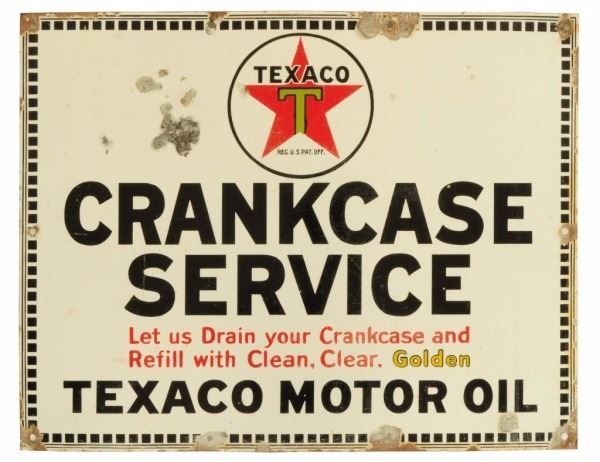 TEXACO
T
REG. U.S. PAT. OFF.
CRANKCASE
SERVICE
Let us Drain your Crankcase and
Refill with Clean, Clear, Golden
TEXACO MOTOR OIL